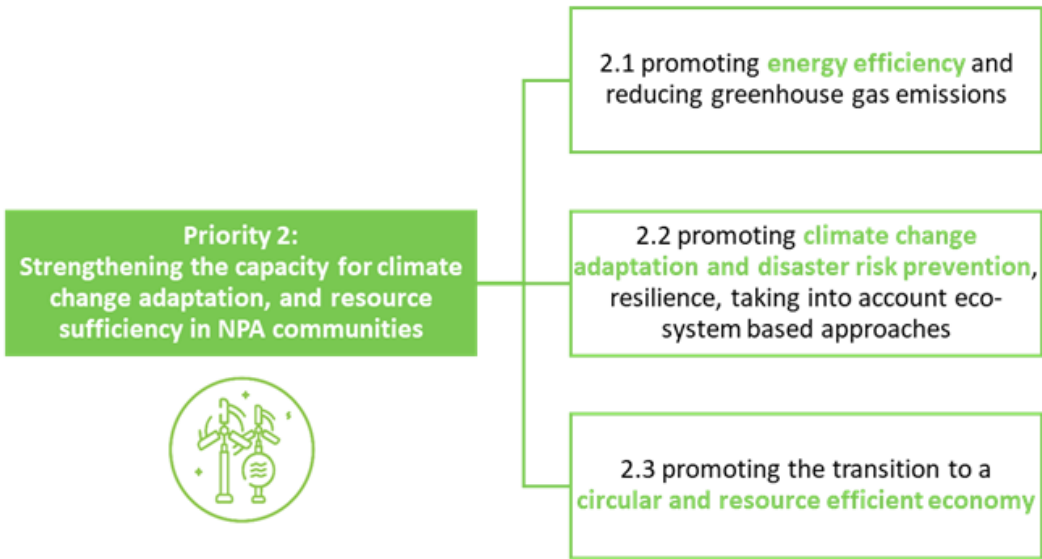 2.1 promoting energy efficiency and
reducing greenhouse gas emissions
Priority 2:
Strengthening the capacity for climate
change adaptation, and resource
sufficiency in NPA communities
2.2 promoting climate change
adaptation and disaster risk prevention,
resilience, taking into account eco-
system based approaches
2.3 promoting the transition to a
circular and resource efficient economy